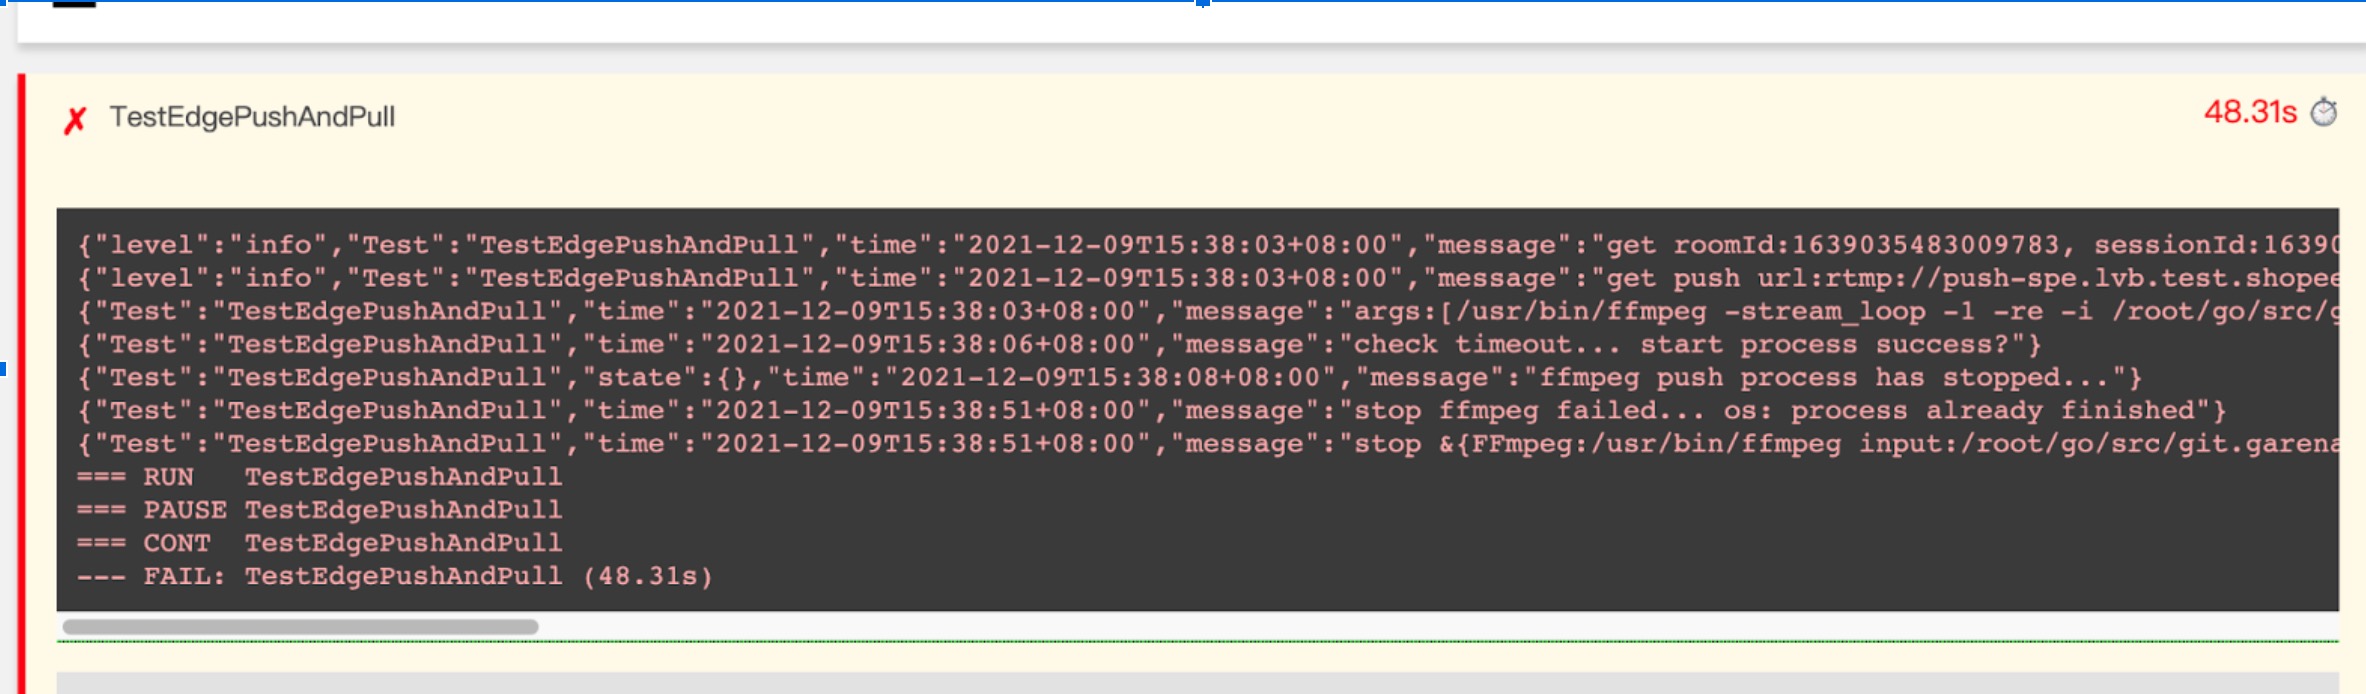 ✗ TestEdgePushAndPull 48.31s
{"level":"info","Test":"TestEdgePushAndPull","time":"2021-12-09T15:38:03+08:00","message":"get roomId:1639035483009783, sessionId:16390
{"level":"info","Test":"TestEdgePushAndPull","time":"2021-12-09T15:38:03+08:00","message":"get push url:rtmp://push-spe.lvb.test.shopee
{"Test":"TestEdgePushAndPull","time":"2021-12-09T15:38:03+08:00","message":"args:[/usr/bin/ffmpeg -stream_loop -1 -re -i /root/go/src/g
{"Test":"TestEdgePushAndPull","time":"2021-12-09T15:38:06+08:00","message":"check timeout... start process success?"}
{"Test":"TestEdgePushAndPull","state":{},"time":"2021-12-09T15:38:08+08:00","message":"ffmpeg push process has stopped..."}
{"Test":"TestEdgePushAndPull","time":"2021-12-09T15:38:51+08:00","message":"stop ffmpeg failed... os: process already finished"}
{"Test":"TestEdgePushAndPull","time":"2021-12-09T15:38:51+08:00","message":"stop &{FFmpeg:/usr/bin/ffmpeg input:/root/go/src/git.garena
=== RUN   TestEdgePushAndPull
=== PAUSE TestEdgePushAndPull
=== CONT  TestEdgePushAndPull
--- FAIL: TestEdgePushAndPull (48.31s)